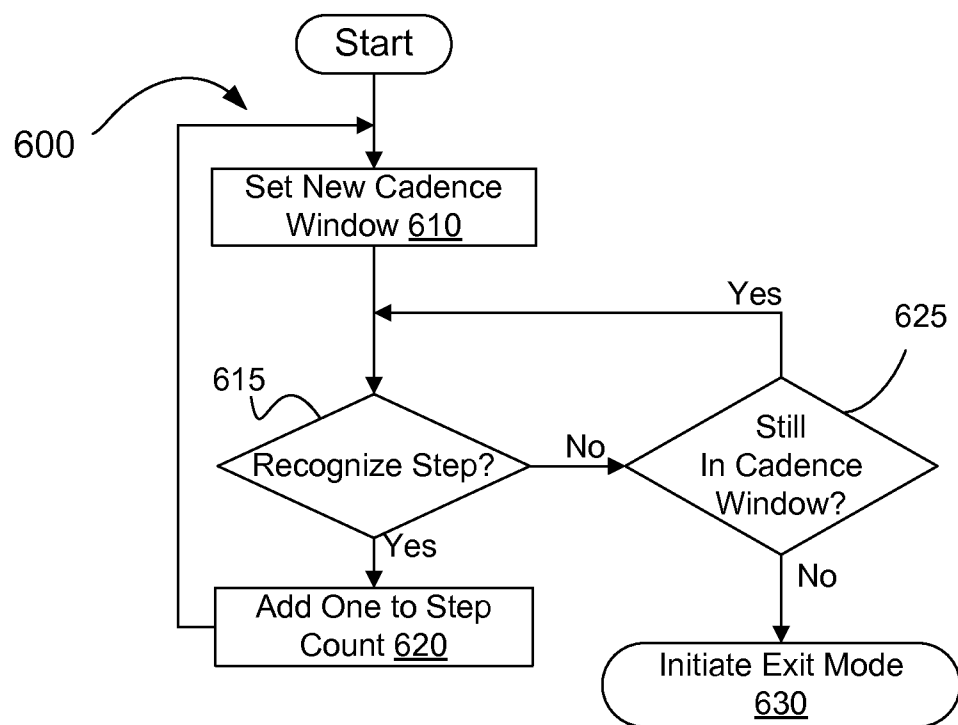 Start
600
Set New Cadence
Window 610
Yes
625
615
Recognize Step?
No
Still
In Cadence
Window?
Yes
No
Add One to Step
Count 620
Initiate Exit Mode
630